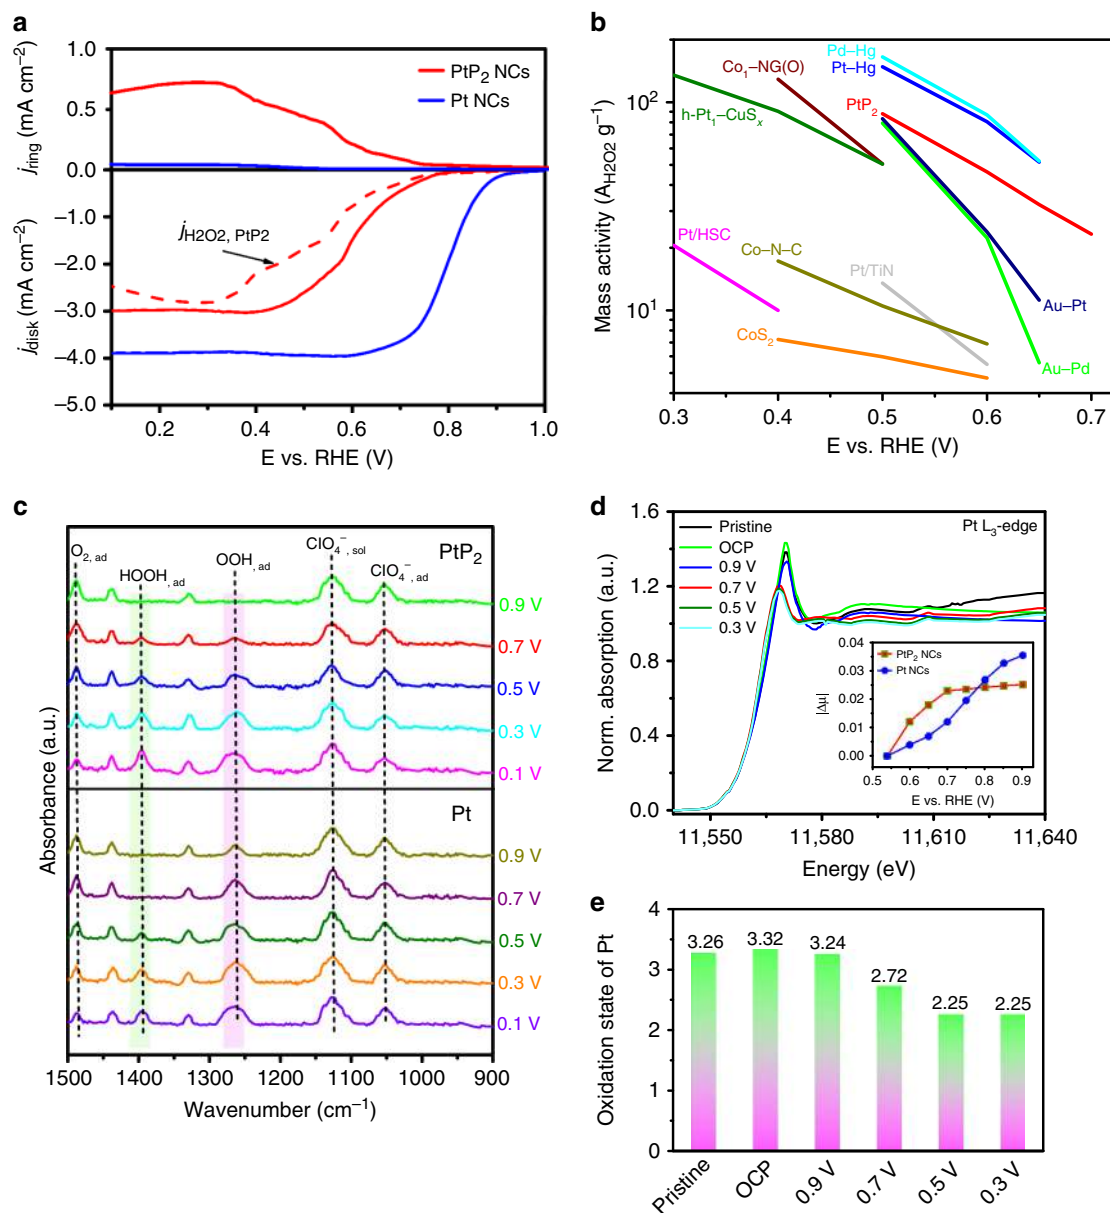 a
j_ring (mA cm−2)
j_disk (mA cm−2)
1.0
0.5
0.0
−1.0
−2.0
−3.0
−4.0
−5.0
PtP2 NCs
Pt NCs
jH2O2, PtP2
0.2
0.4
0.6
0.8
1.0
E vs. RHE (V)
b
Mass activity (A_H2O2 g−1)
10^2
10^1
Pd–Hg
Pt–Hg
Co1–NG(O)
PtP2
h-Pt1–CuSx
Pt/HSC
Co–N–C
Pt/TiN
Au–Pt
CoS2
Au–Pd
0.3
0.4
0.5
0.6
0.7
E vs. RHE (V)
c
Absorbance (a.u.)
O2, ad
HOOH, ad
OOH, ad
ClO4−, sol
ClO4−, ad
PtP2
0.9 V
0.7 V
0.5 V
0.3 V
0.1 V
Pt
0.9 V
0.7 V
0.5 V
0.3 V
0.1 V
1500
1400
1300
1200
1100
1000
900
Wavenumber (cm−1)
d
Norm. absorption (a.u.)
1.6
1.2
0.8
0.4
0.0
Pristine
OCP
0.9 V
0.7 V
0.5 V
0.3 V
Pt L3-edge
|Δμ|
0.04
0.03
0.02
0.01
0.00
PtP2 NCs
Pt NCs
0.5
0.6
0.7
0.8
0.9
E vs. RHE (V)
11,550
11,580
11,610
11,640
Energy (eV)
e
Oxidation state of Pt
4
3
2
1
0
3.26
3.32
3.24
2.72
2.25
2.25
Pristine
OCP
0.9 V
0.7 V
0.5 V
0.3 V